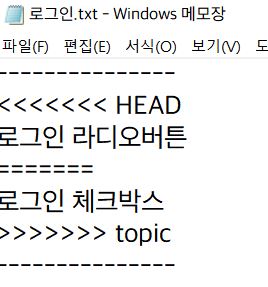 로그인.txt - Windows 메모장
파일(F) 편집(E) 서식(O) 보기(V)
---------------
<<<<<<< HEAD
로그인 라디오버튼
=======
로그인 체크박스
>>>>>>> topic
---------------